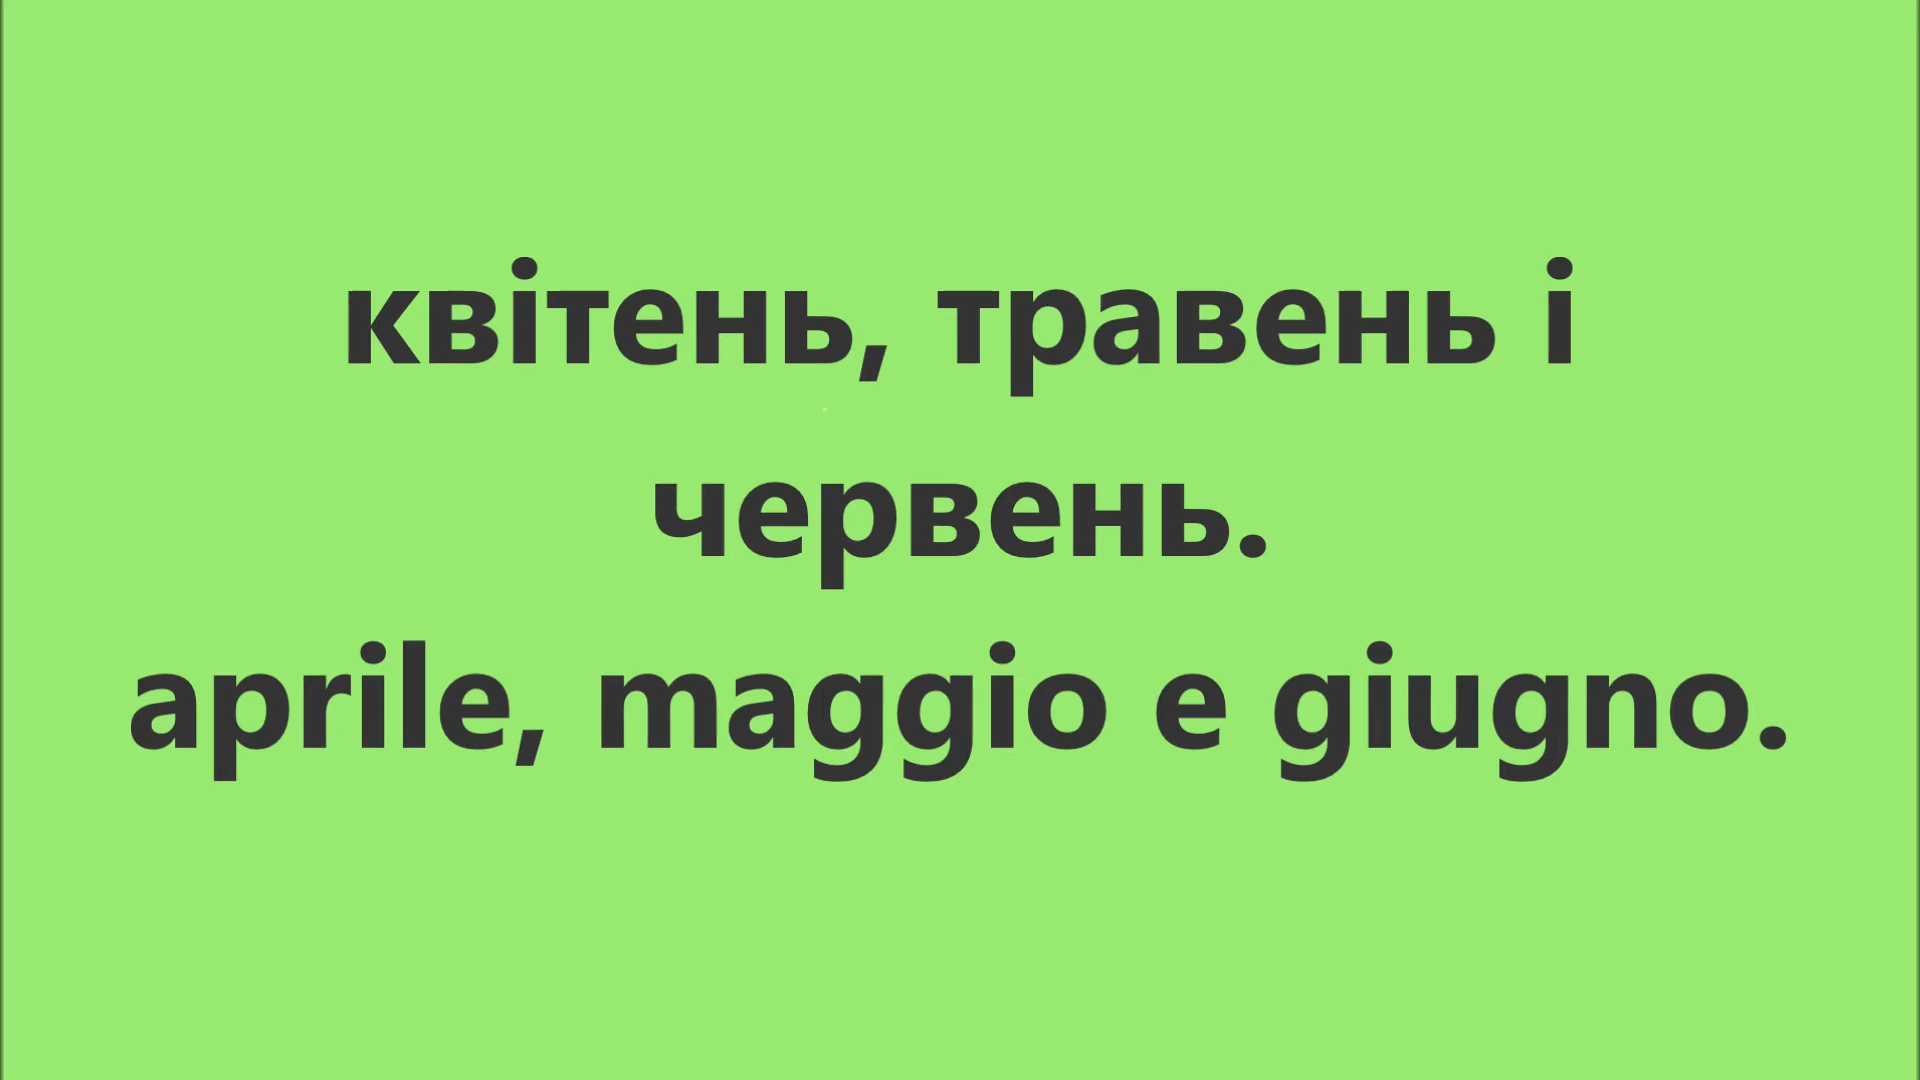 квітень, травень і
червень.
aprile, maggio e giugno.